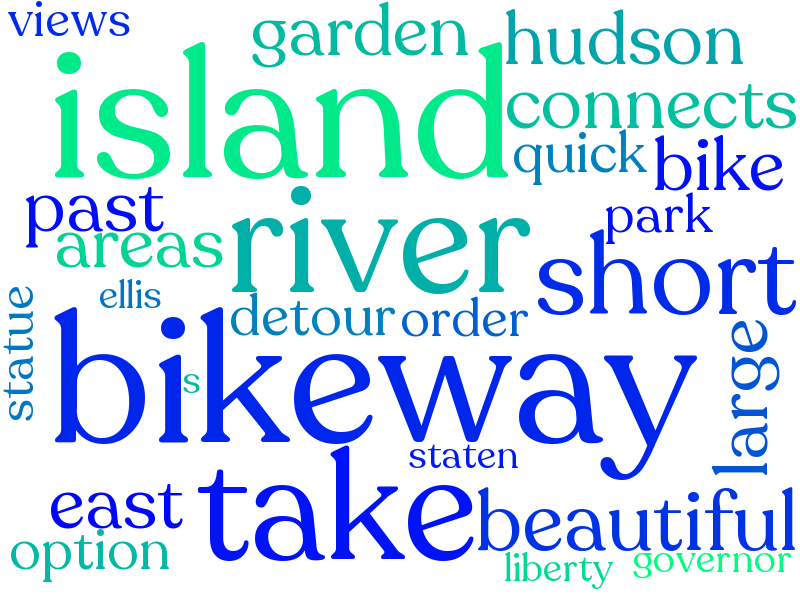 views
garden
hudson
island
connects
quick
bike
past
park
areas
river
short
ellis
statue
detour
order
bikeway
large
s
staten
take
east
beautiful
option
liberty
governor